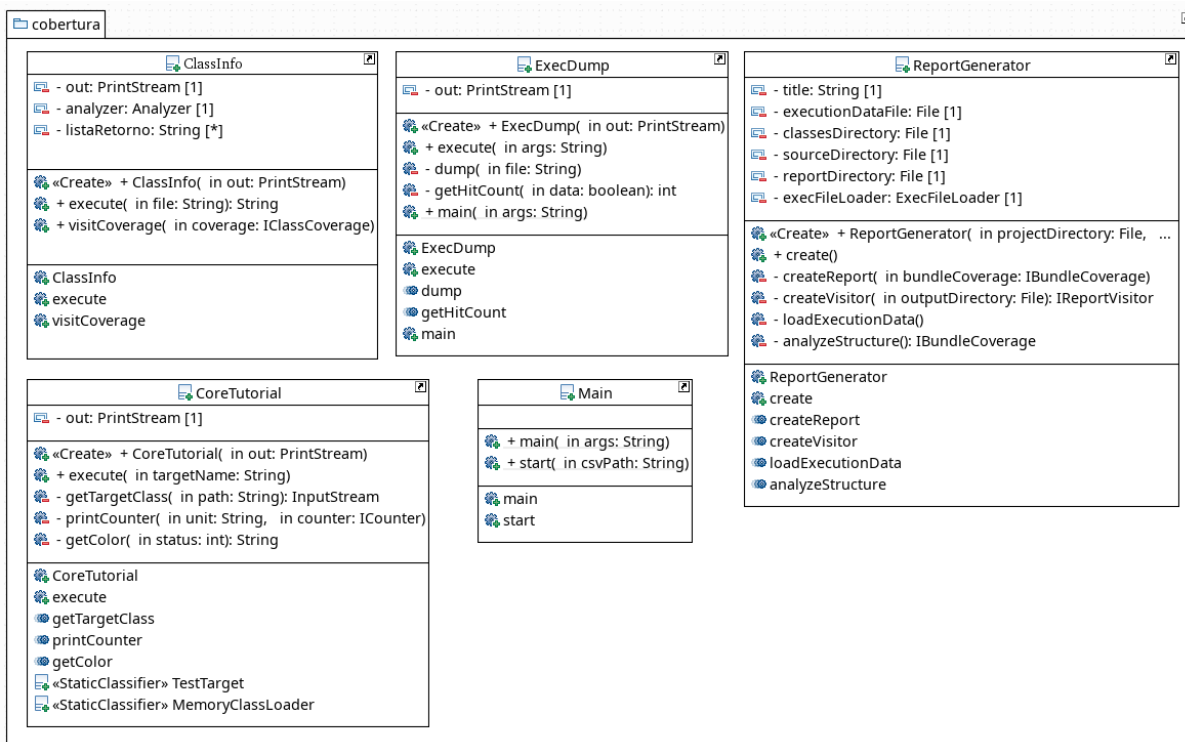 cobertura
ClassInfo
- out: PrintStream [1]
- analyzer: Analyzer [1]
- listaRetorno: String [*]
«Create» + ClassInfo( in out: PrintStream)
+ execute( in file: String): String
+ visitCoverage( in coverage: IClassCoverage)
ClassInfo
execute
visitCoverage
ExecDump
- out: PrintStream [1]
«Create» + ExecDump( in out: PrintStream)
+ execute( in args: String)
- dump( in file: String)
- getHitCount( in data: boolean): int
+ main( in args: String)
ExecDump
execute
dump
getHitCount
main
ReportGenerator
- title: String [1]
- executionDataFile: File [1]
- classesDirectory: File [1]
- sourceDirectory: File [1]
- reportDirectory: File [1]
- execFileLoader: ExecFileLoader [1]
«Create» + ReportGenerator( in projectDirectory: File, ...
+ create()
- createReport( in bundleCoverage: IBundleCoverage)
- createVisitor( in outputDirectory: File): IReportVisitor
- loadExecutionData()
- analyzeStructure(): IBundleCoverage
ReportGenerator
create
createReport
createVisitor
loadExecutionData
analyzeStructure
CoreTutorial
- out: PrintStream [1]
«Create» + CoreTutorial( in out: PrintStream)
+ execute( in targetName: String)
- getTargetClass( in path: String): InputStream
- printCounter( in unit: String, in counter: ICounter)
- getColor( in status: int): String
CoreTutorial
execute
getTargetClass
printCounter
getColor
«StaticClassifier» TestTarget
«StaticClassifier» MemoryClassLoader
Main
+ main( in args: String)
+ start( in csvPath: String)
main
start